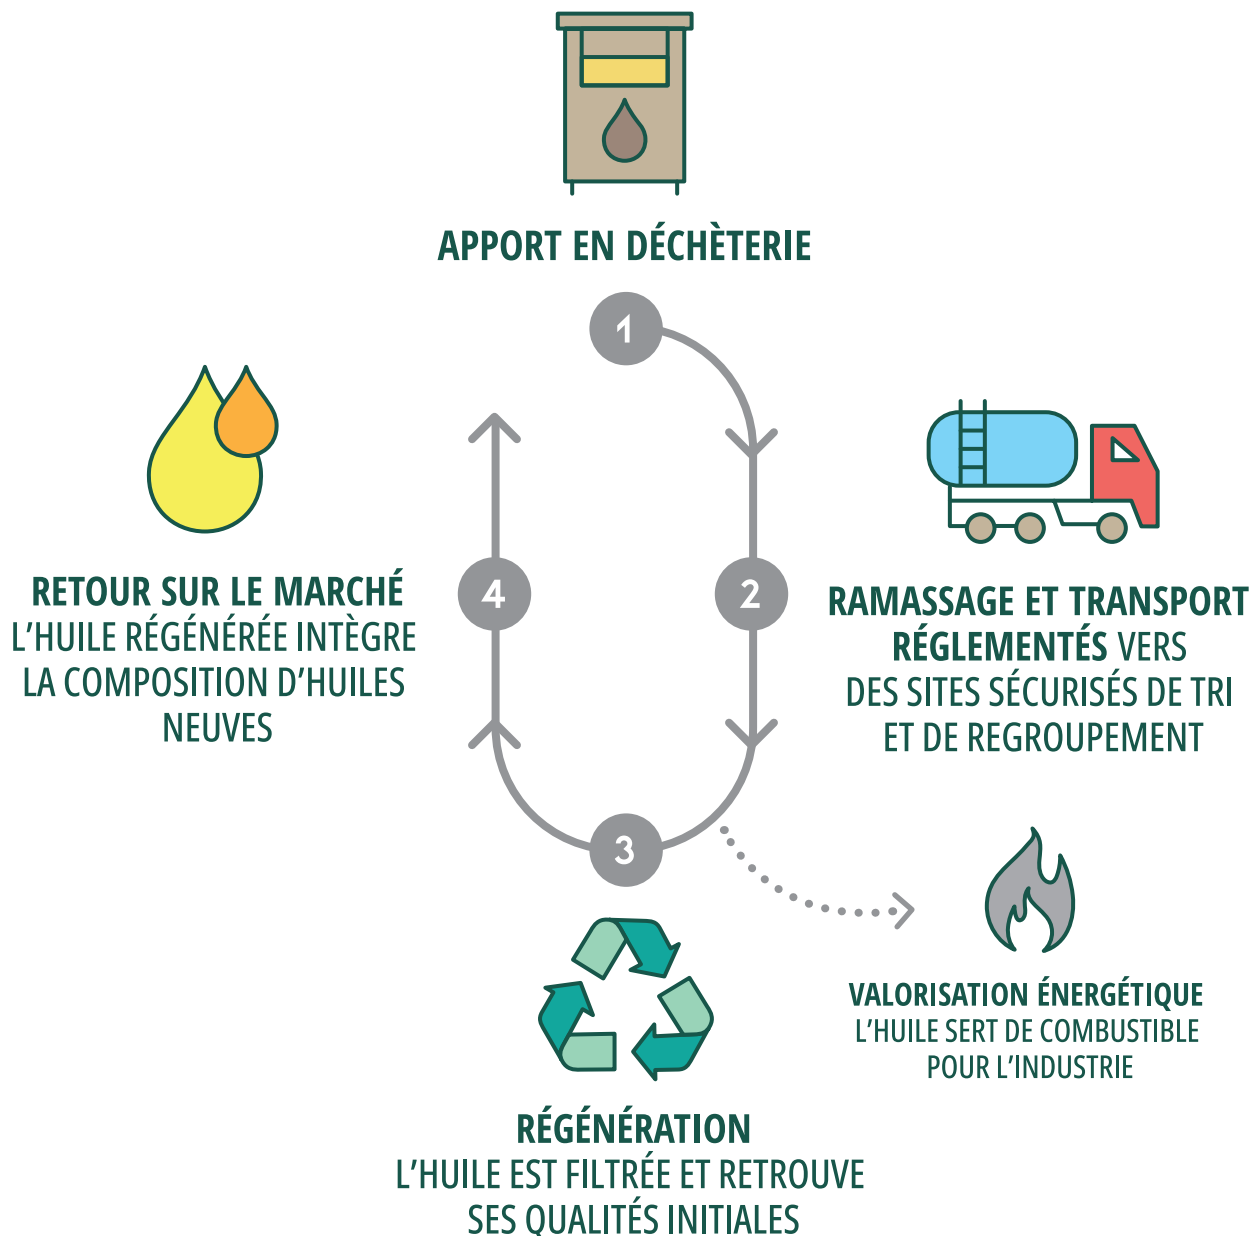 APPORT EN DÉCHÈTERIE
1
2
RAMASSAGE ET TRANSPORT
RÉGLEMENTÉS VERS
DES SITES SÉCURISÉS DE TRI
ET DE REGROUPEMENT
VALORISATION ÉNERGÉTIQUE
L'HUILE SERT DE COMBUSTIBLE
POUR L'INDUSTRIE
3
RÉGÉNÉRATION
L'HUILE EST FILTRÉE ET RETROUVE
SES QUALITÉS INITIALES
4
RETOUR SUR LE MARCHÉ
L'HUILE RÉGÉNÉRÉE INTÈGRE
LA COMPOSITION D'HUILES
NEUVES